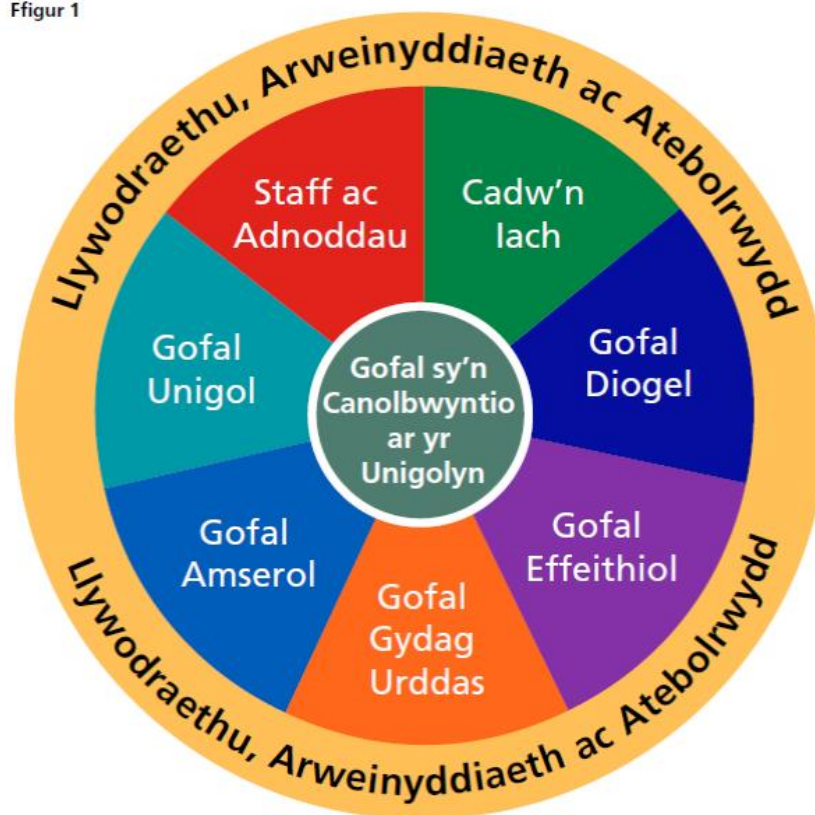 Ffigur 1
Llywodraethu, Arweinyddiaeth ac Atebolrwydd
Staff ac
Adnoddau
Cadw'n
Iach
Gofal
Unigol
Gofal
Diogel
Gofal sy'n
Canolbwyntio
ar yr
Unigolyn
Gofal
Amserol
Gofal
Effeithiol
Gofal
Gydag
Urddas
Llywodraethu, Arweinyddiaeth ac Atebolrwydd